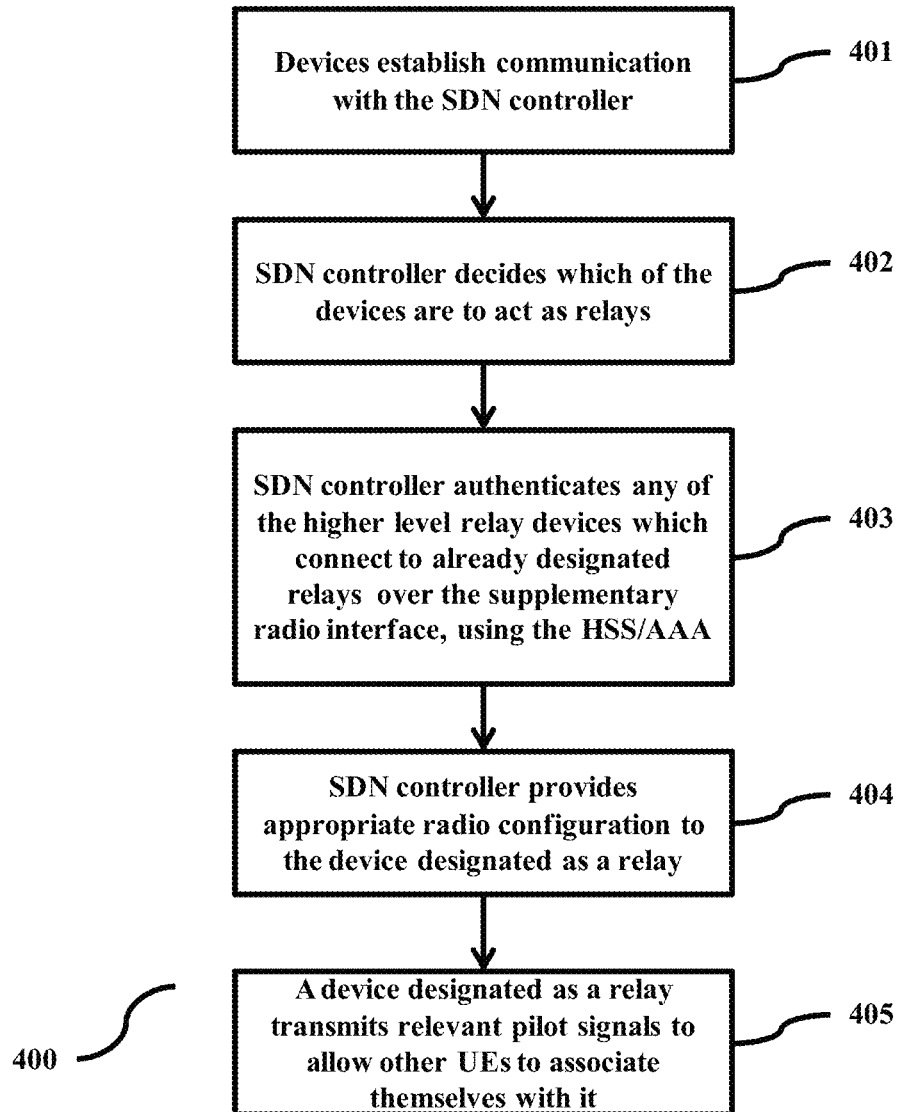 Devices establish communication
with the SDN controller
401
SDN controller decides which of the
devices are to act as relays
402
SDN controller authenticates any of
the higher level relay devices which
connect to already designated
relays over the supplementary
radio interface, using the HSS/AAA
403
SDN controller provides
appropriate radio configuration to
the device designated as a relay
404
A device designated as a relay
transmits relevant pilot signals to
allow other UEs to associate
themselves with it
405
400